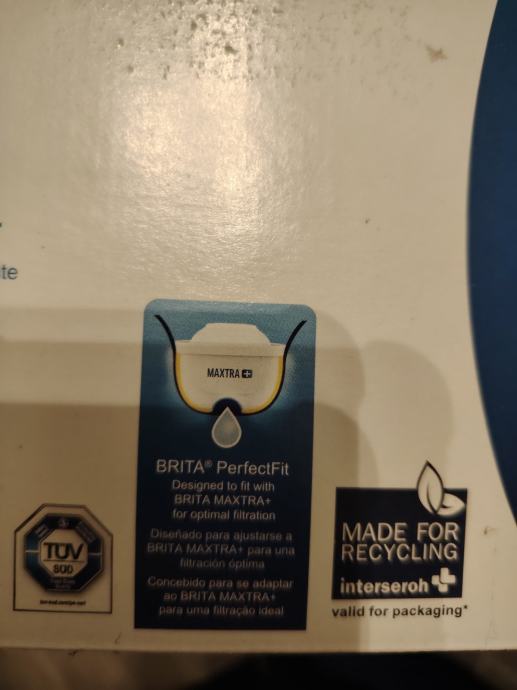 te
MAXTRA+
BRITA® PerfectFit
Designed to fit with
BRITA MAXTRA+
for optimal filtration
Diseñado para ajustarse a
BRITA MAXTRA+ para una
filtración óptima
Concebido para se adaptar
ao BRITA MAXTRA+
para uma filtração ideal
TÜV
SÜD
MADE FOR
RECYCLING
interseroh
valid for packaging*